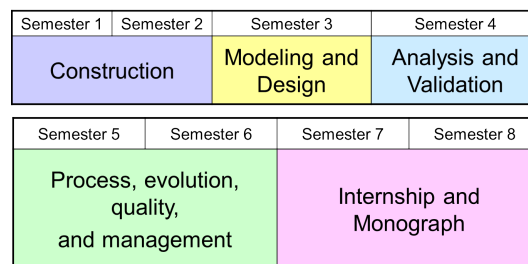 Semester 1 Semester 2 Semester 3 Semester 4
Construction
Modeling and
Design
Analysis and
Validation
Semester 5 Semester 6 Semester 7 Semester 8
Process, evolution,
quality,
and management
Internship and
Monograph